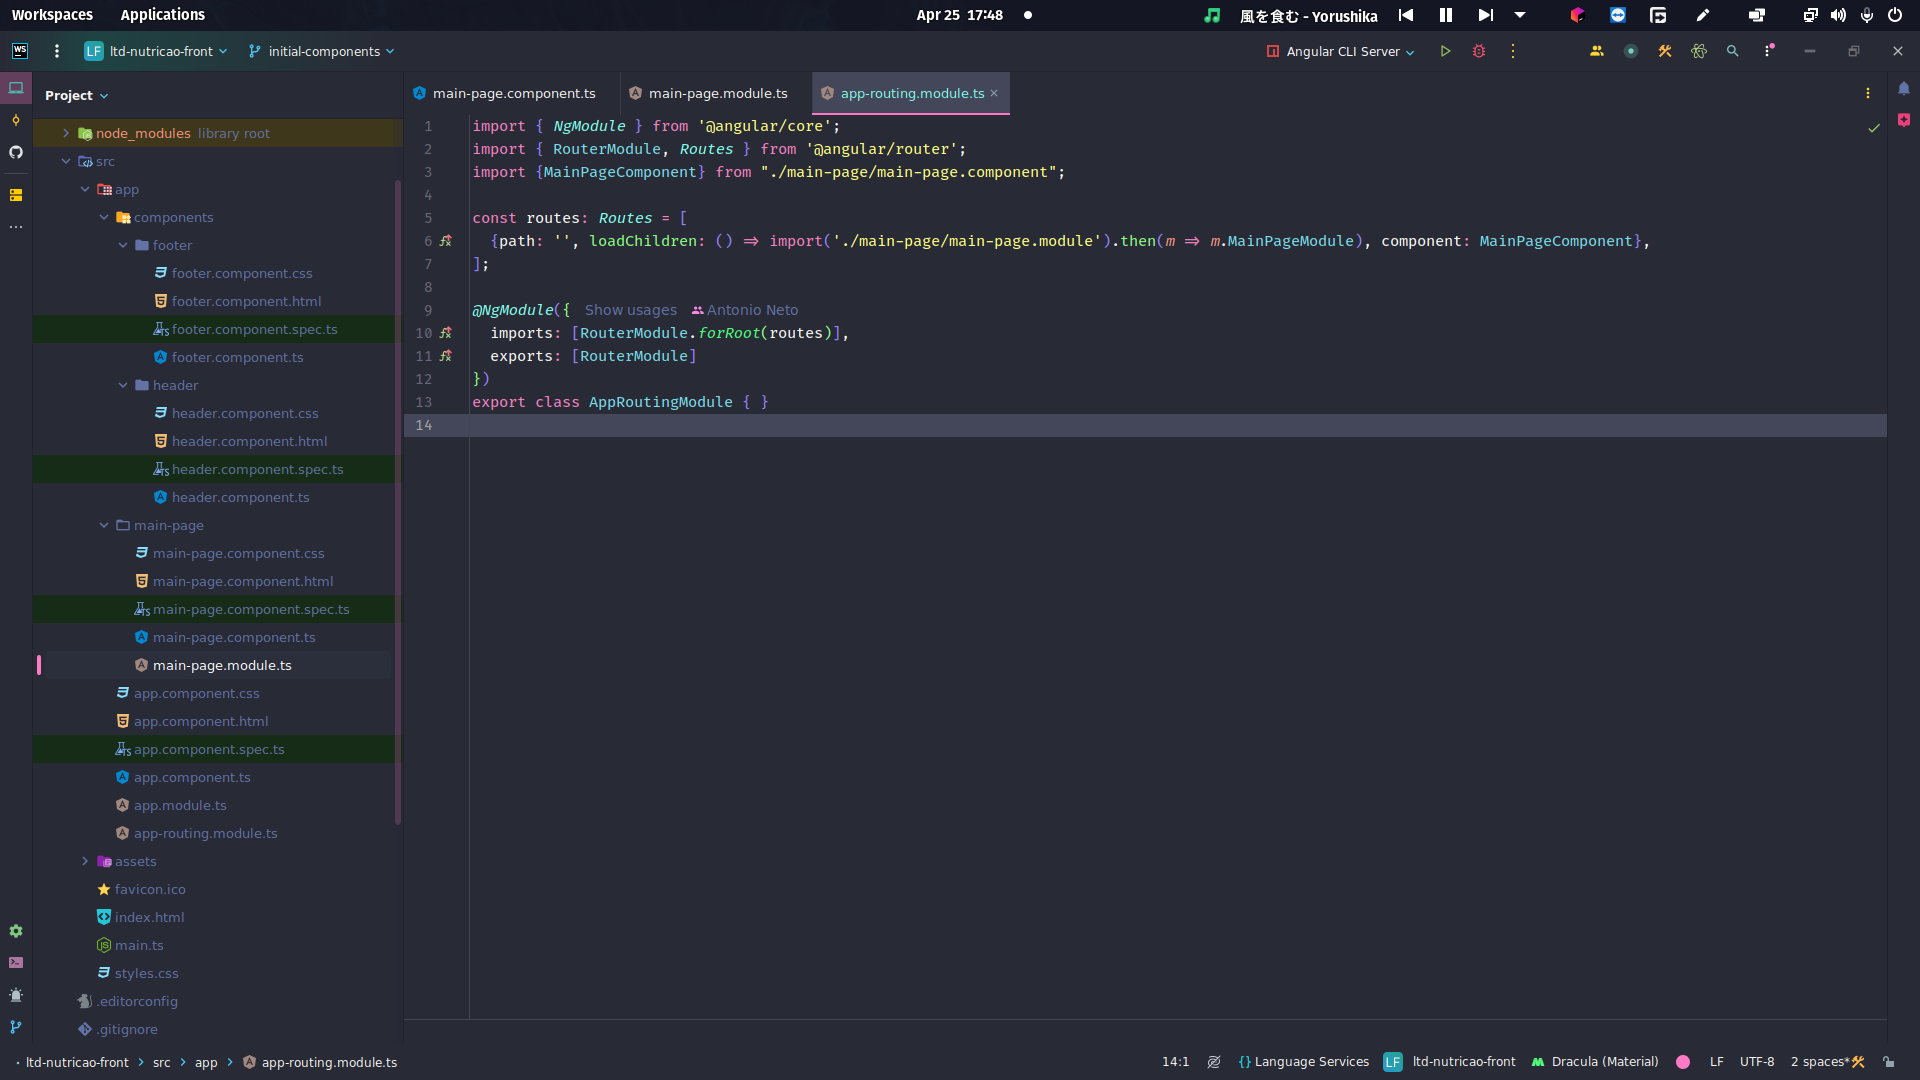 Workspaces Applications Apr 25 17:48 風を食む - Yorushika
WS LF ltd-nutricao-front initial-components Angular CLI Server
Project
main-page.component.ts main-page.module.ts app-routing.module.ts
node_modules library root
src
app
components
footer
footer.component.css
footer.component.html
footer.component.spec.ts
footer.component.ts
header
header.component.css
header.component.html
header.component.spec.ts
header.component.ts
main-page
main-page.component.css
main-page.component.html
main-page.component.spec.ts
main-page.component.ts
main-page.module.ts
app.component.css
app.component.html
app.component.spec.ts
app.component.ts
app.module.ts
app-routing.module.ts
assets
favicon.ico
index.html
main.ts
styles.css
.editorconfig
.gitignore
1 import { NgModule } from '@angular/core';
2 import { RouterModule, Routes } from '@angular/router';
3 import {MainPageComponent} from "./main-page/main-page.component";
4
5 const routes: Routes = [
6 {path: '', loadChildren: () => import('./main-page/main-page.module').then(m => m.MainPageModule), component: MainPageComponent},
7 ];
8
9 @NgModule({ Show usages Antonio Neto
10 imports: [RouterModule.forRoot(routes)],
11 exports: [RouterModule]
12 })
13 export class AppRoutingModule { }
14
ltd-nutricao-front > src > app > app-routing.module.ts 14:1 {} Language Services LF ltd-nutricao-front Dracula (Material) LF UTF-8 2 spaces*